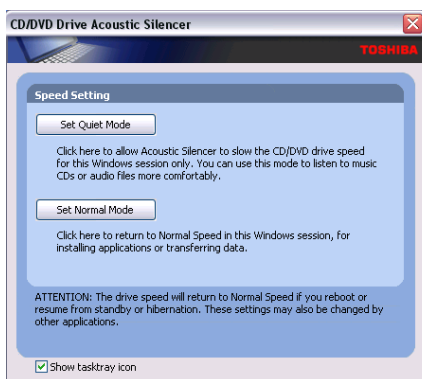 CD/DVD Drive Acoustic Silencer
TOSHIBA
Speed Setting
Set Quiet Mode
Click here to allow Acoustic Silencer to slow the CD/DVD drive speed
for this Windows session only. You can use this mode to listen to music
CDs or audio files more comfortably.
Set Normal Mode
Click here to return to Normal Speed in this Windows session, for
installing applications or transferring data.
ATTENTION: The drive speed will return to Normal Speed if you reboot or
resume from standby or hibernation. These settings may also be changed by
other applications.
Show tasktray icon